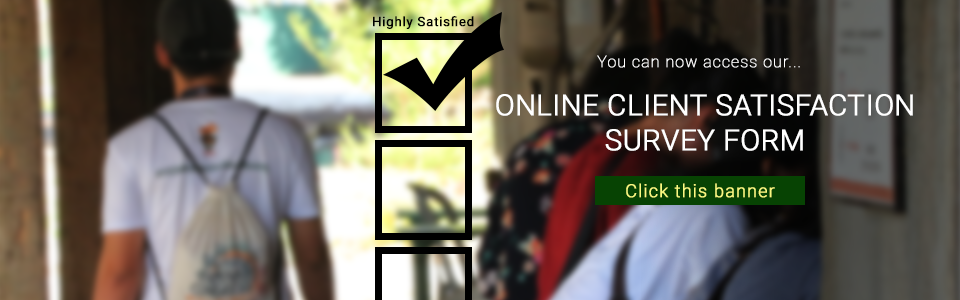 Highly Satisfied
You can now access our...
ONLINE CLIENT SATISFACTION
SURVEY FORM
Click this banner